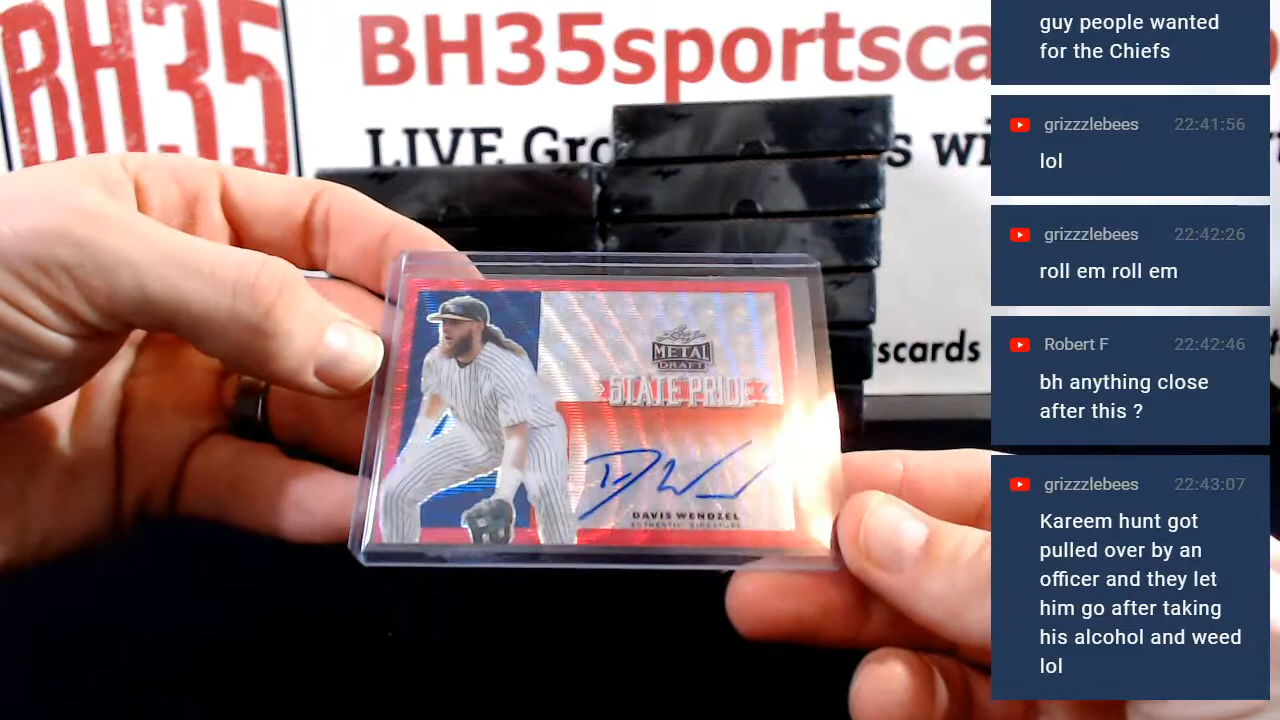 BH35
BH35sportsca
LIVE Gro
s wi
scards
Leaf
METAL
DRAFT
STATE PRIDE
DAVIS WENDZEL
AUTHENTIC SIGNATURE
guy people wanted
for the Chiefs
grizzzlebees 22:41:56
lol
grizzzlebees 22:42:26
roll em roll em
Robert F 22:42:46
bh anything close
after this ?
grizzzlebees 22:43:07
Kareem hunt got
pulled over by an
officer and they let
him go after taking
his alcohol and weed
lol